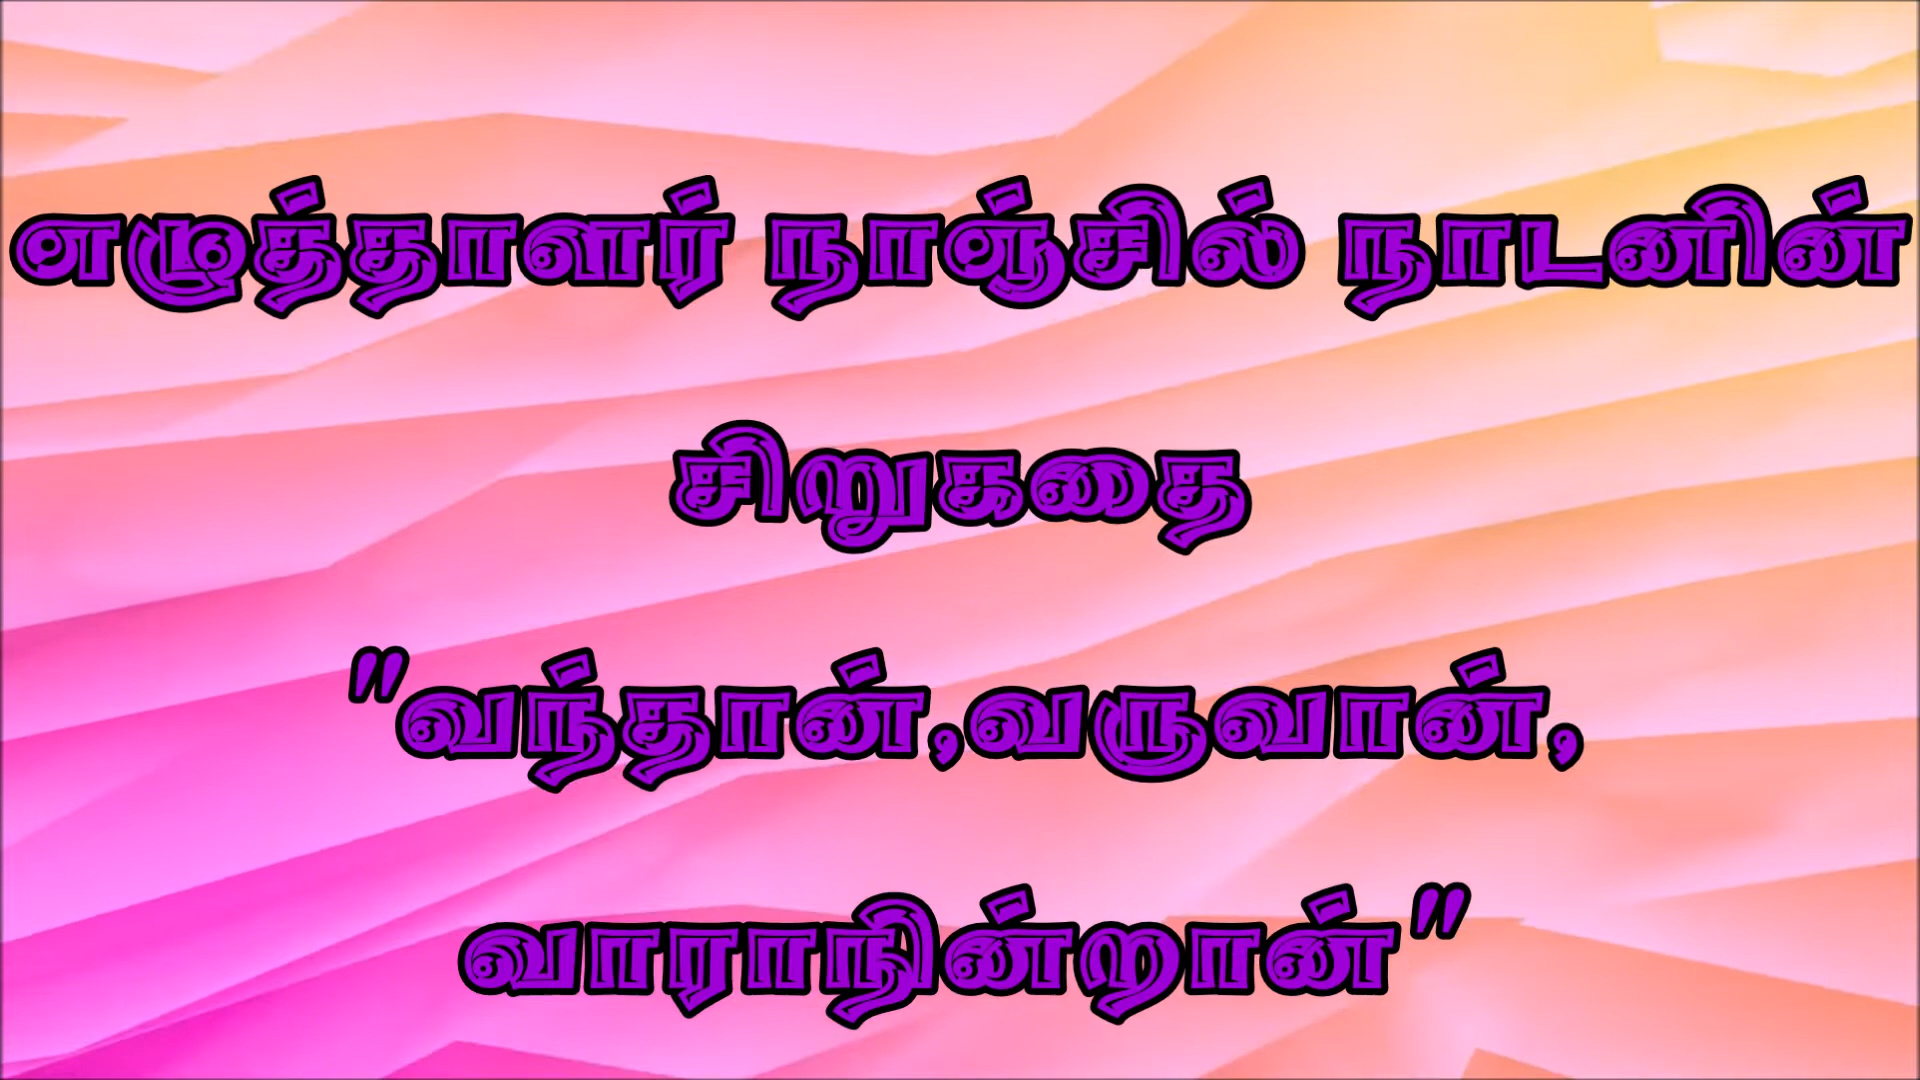 எழுத்தாளர் நாஞ்சில் நாடனின்
சிறுகதை
"வந்தான்,வருவான்,
வாராநின்றான்"